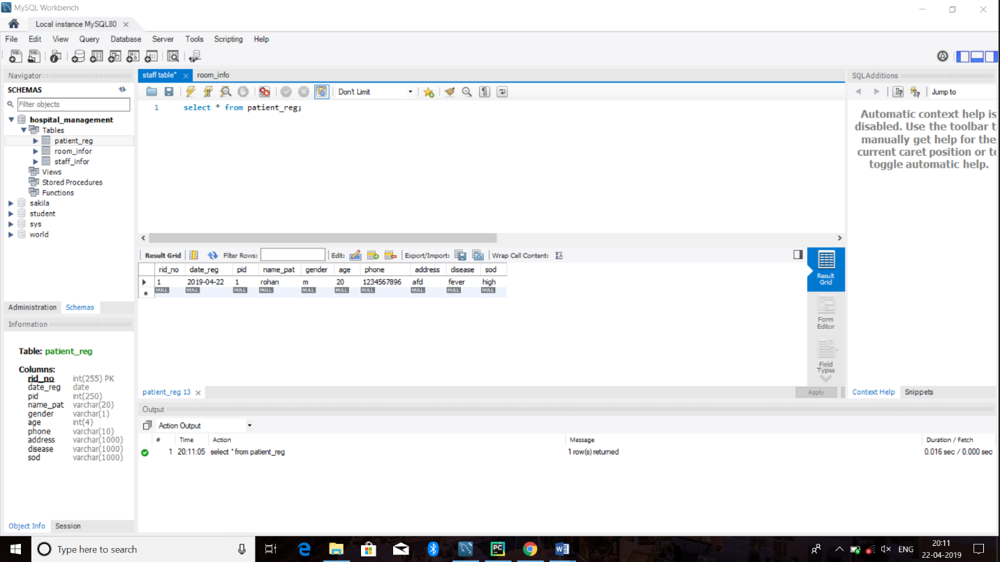 MySQL Workbench
Local instance MySQL80
File Edit View Query Database Server Tools Scripting Help
Navigator
SCHEMAS
Filter objects
hospital_management
Tables
patient_reg
room_infor
staff_infor
Views
Stored Procedures
Functions
sakila
student
sys
world
Administration Schemas
Information
Table: patient_reg
Columns:
rid_no int(255) PK
date_reg date
pid int(250)
name_pat varchar(20)
gender varchar(1)
age int(4)
phone varchar(10)
address varchar(1000)
disease varchar(1000)
sod varchar(1000)
Object Info Session
staff table* room_info
Don't Limit
1 select * from patient_reg;
Result Grid Filter Rows: Edit: Export/Import: Wrap Cell Content:
rid_no date_reg pid name_pat gender age phone address disease sod
1 2019-04-22 1 rohan m 20 1234567896 afd fever high
NULL NULL NULL NULL NULL NULL NULL NULL NULL NULL
Result
Grid
Form
Editor
Field
Types
patient_reg 13
Apply
Output
Action Output
# Time Action Message Duration / Fetch
1 20:11:05 select * from patient_reg 1 row(s) returned 0.016 sec / 0.000 sec
SQLAdditions
Jump to
Automatic context help is
disabled. Use the toolbar t
manually get help for the
current caret position or to
toggle automatic help.
Context Help Snippets
Type here to search
PC
ENG
20:11
22-04-2019